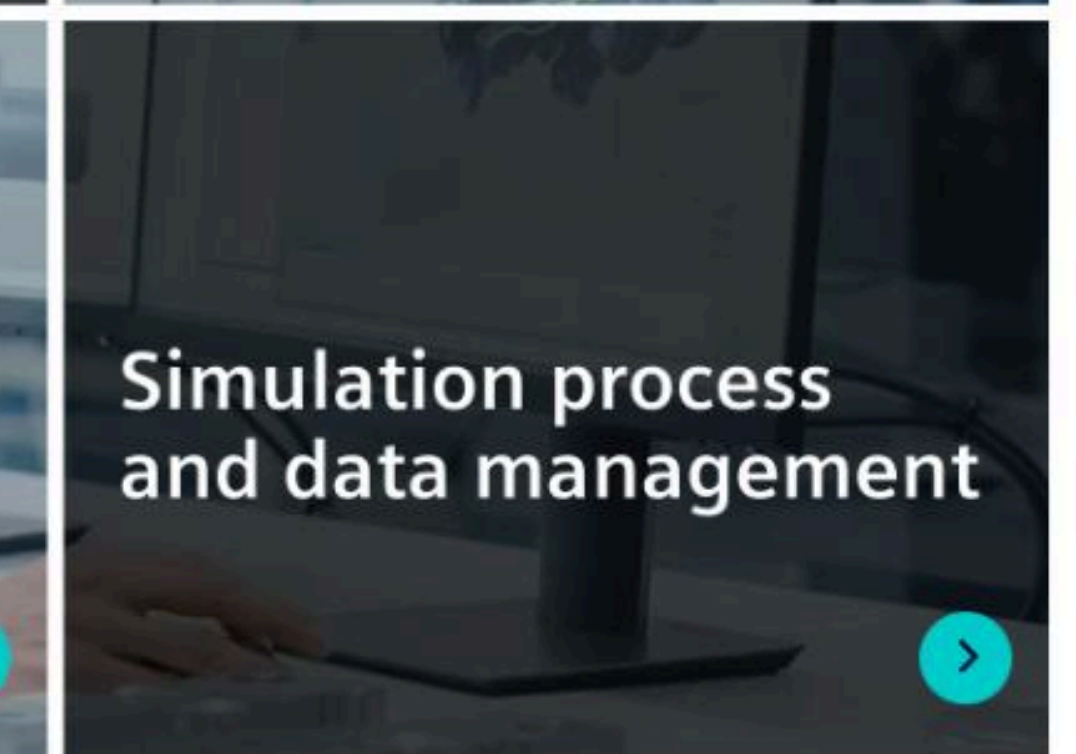 Simulation process
and data management